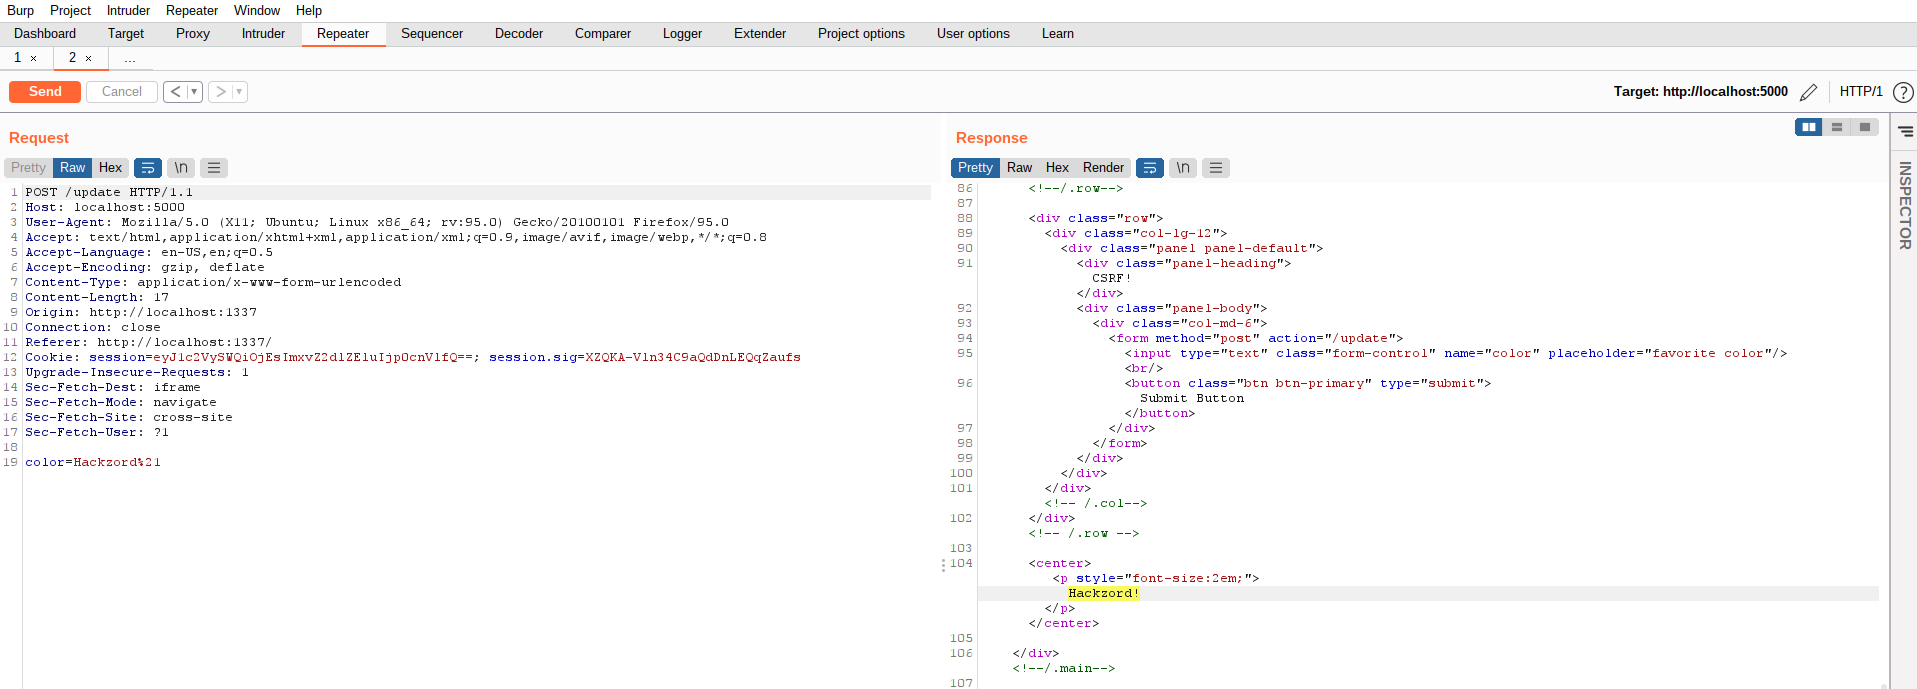 Burp Project Intruder Repeater Window Help
Dashboard Target Proxy Intruder Repeater Sequencer Decoder Comparer Logger Extender Project options User options Learn
1 × 2 × ...
Send Cancel < ▾ > ▾ Target: http://localhost:5000 HTTP/1 ?
Request
Pretty Raw Hex \n
1 POST /update HTTP/1.1
2 Host: localhost:5000
3 User-Agent: Mozilla/5.0 (X11; Ubuntu; Linux x86_64; rv:95.0) Gecko/20100101 Firefox/95.0
4 Accept: text/html,application/xhtml+xml,application/xml;q=0.9,image/avif,image/webp,*/*;q=0.8
5 Accept-Language: en-US,en;q=0.5
6 Accept-Encoding: gzip, deflate
7 Content-Type: application/x-www-form-urlencoded
8 Content-Length: 17
9 Origin: http://localhost:1337
10 Connection: close
11 Referer: http://localhost:1337/
12 Cookie: session=; session.sig=
13 Upgrade-Insecure-Requests: 1
14 Sec-Fetch-Dest: iframe
15 Sec-Fetch-Mode: navigate
16 Sec-Fetch-Site: cross-site
17 Sec-Fetch-User: ?1
18
19 color=Hackzord%21
Response
Pretty Raw Hex Render \n
86 <!--/.row-->
87
88 <div class="row">
89 <div class="col-lg-12">
90 <div class="panel panel-default">
91 <div class="panel-heading">
CSRF!
</div>
92 <div class="panel-body">
93 <div class="col-md-6">
94 <form method="post" action="/update">
95 <input type="text" class="form-control" name="color" placeholder="favorite color"/>
<br/>
96 <button class="btn btn-primary" type="submit">
Submit Button
</button>
97 </div>
98 </form>
99 </div>
100 </div>
101 </div>
<!-- /.col-->
102 </div>
<!-- /.row -->
103
104 <center>
<p style="font-size:2em;">
Hackzord!
</p>
</center>
105
106 </div>
<!--/.main-->
107
INSPECTOR